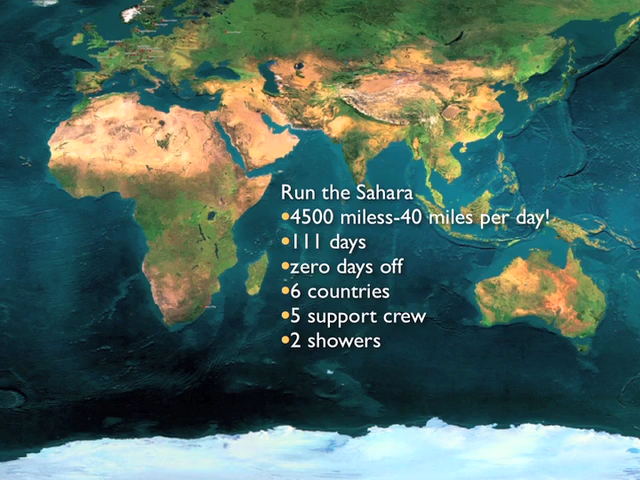 Run the Sahara
•4500 miless-40 miles per day!
•111 days
•zero days off
•6 countries
•5 support crew
•2 showers